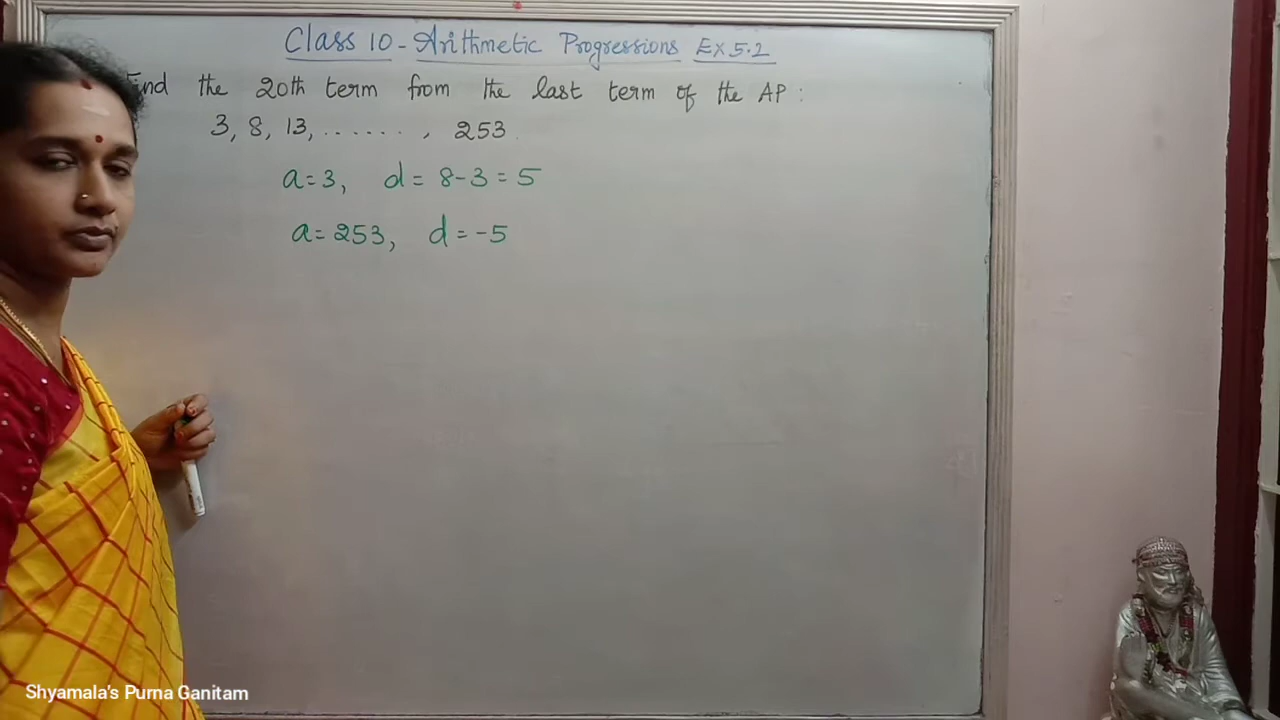 Class 10 - Arithmetic Progressions Ex 5.2
Find the 20th term from the last term of the AP :
3, 8, 13, ...... , 253
a = 3, d = 8 - 3 = 5
a = 253, d = -5
Shyamala's Purna Ganitam